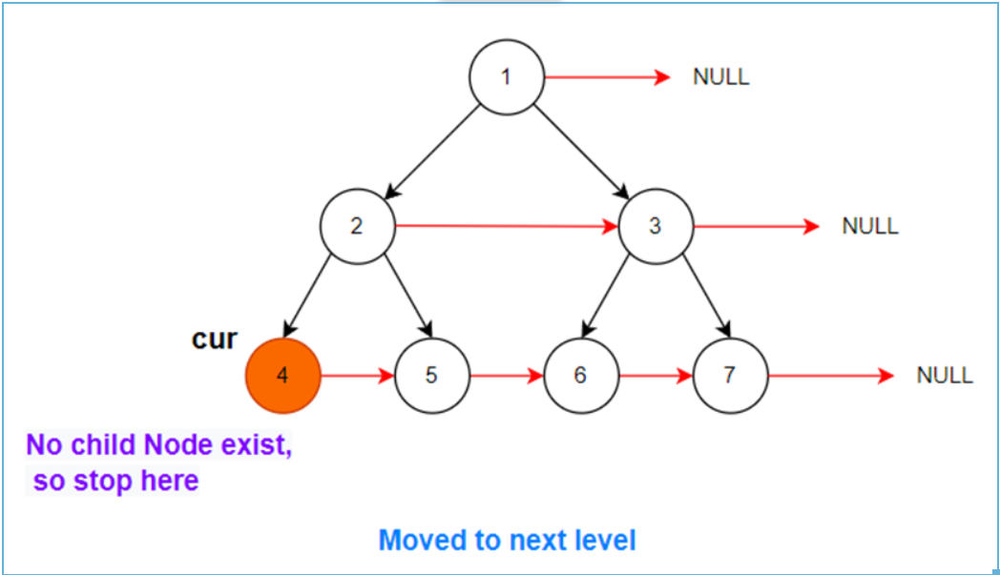 1 NULL
2 3 NULL
cur
4 5 6 7 NULL
No child Node exist,
so stop here
Moved to next level